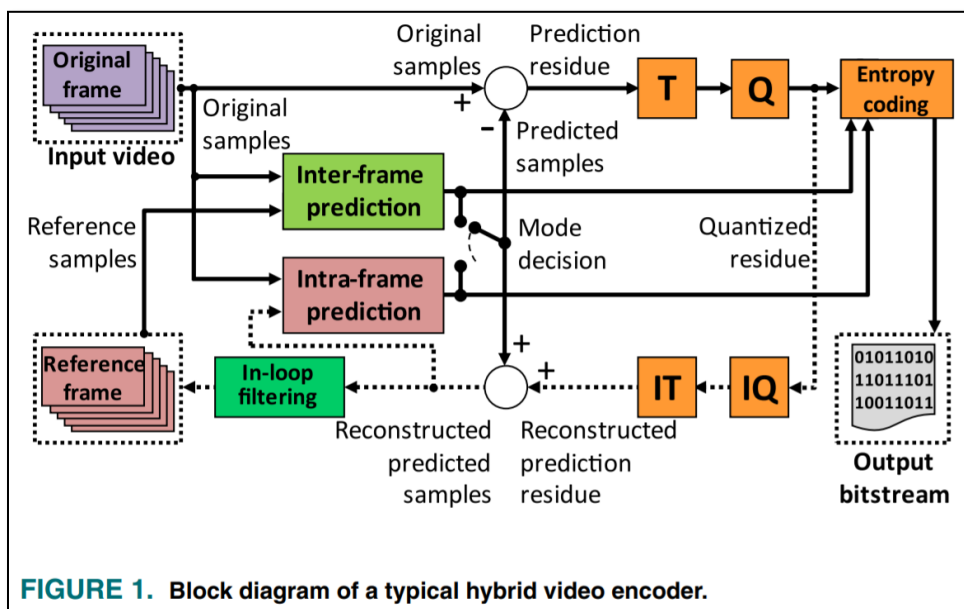 Original
frame
Input video
Original
samples
Original
samples
+
-
Prediction
residue
T
Q
Entropy
coding
Predicted
samples
Inter-frame
prediction
Reference
samples
Mode
decision
Quantized
residue
Intra-frame
prediction
Reference
frame
In-loop
filtering
+
+
IT
IQ
01011010
11011101
10011011
Reconstructed
predicted
samples
Reconstructed
prediction
residue
Output
bitstream
FIGURE 1. Block diagram of a typical hybrid video encoder.